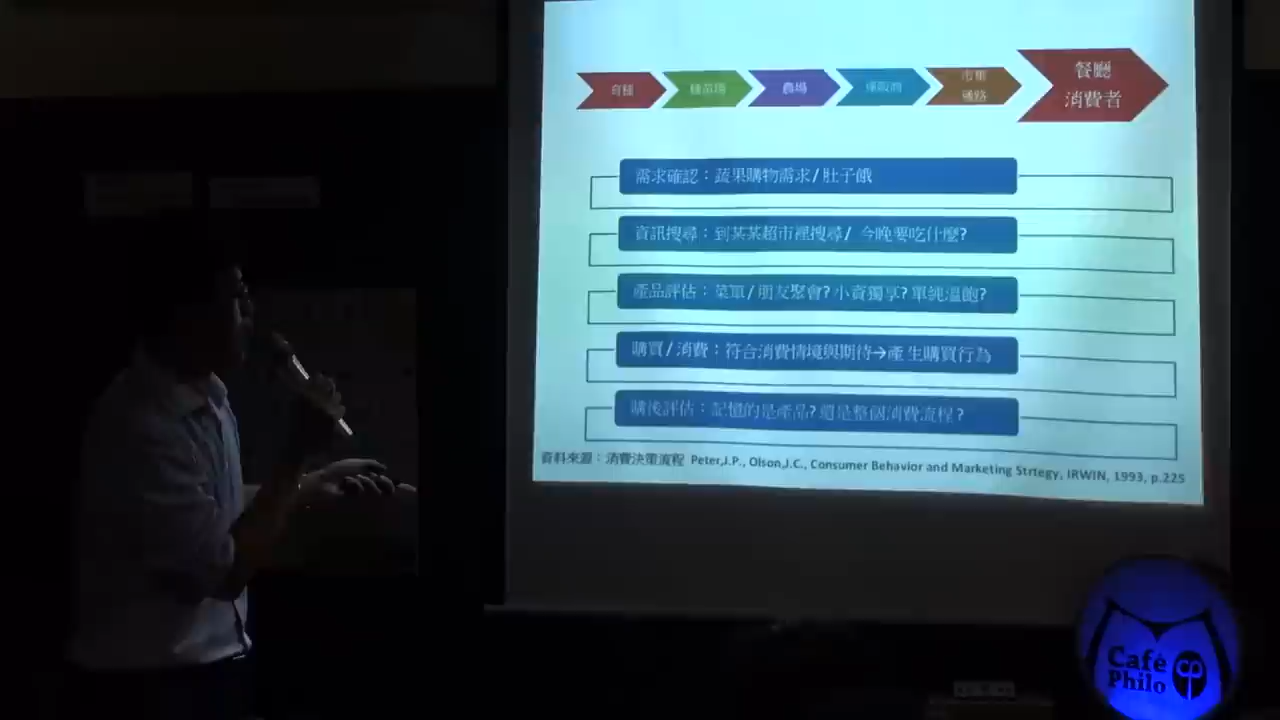 育種
種苗場
農場
運販商
市集
通路
餐廳
消費者
需求確認：蔬果購物需求/肚子餓
資訊搜尋：到某某超市裡搜尋/ 今晚要吃什麼?
產品評估：菜單/朋友聚會?小資獨享?單純溫飽?
購買/消費：符合消費情境與期待→產生購買行為
購後評估：記憶的是產品?還是整個消費流程?
資料來源：消費決策流程 Peter,J.P., Olson,J.C., Consumer Behavior and Marketing Strtegy, IRWIN, 1993, p.225
Café
Philo